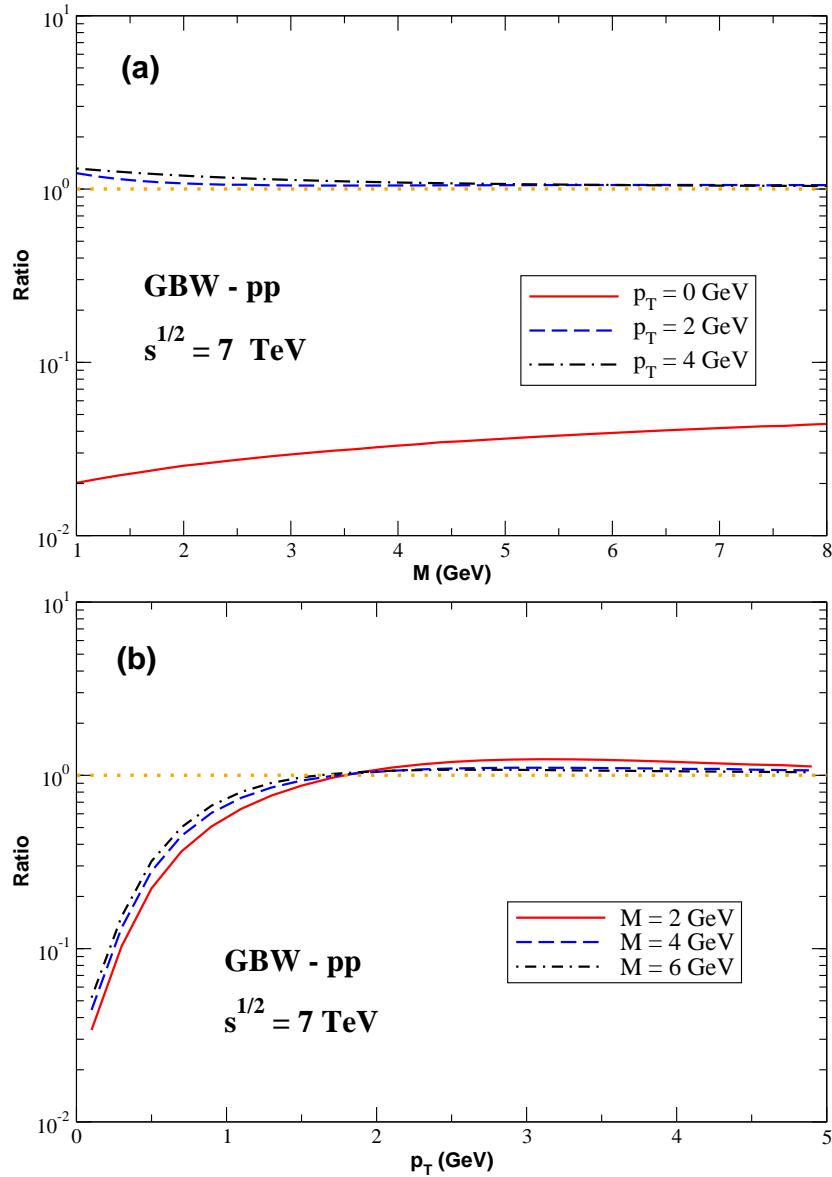 10^1
(a)
10^0
Ratio
GBW - pp
s^{1/2} = 7 TeV
p_T = 0 GeV
p_T = 2 GeV
p_T = 4 GeV
10^{-1}
10^{-2}
1 2 3 4 5 6 7 8
M (GeV)
10^1
(b)
10^0
Ratio
M = 2 GeV
M = 4 GeV
M = 6 GeV
10^{-1}
GBW - pp
s^{1/2} = 7 TeV
10^{-2}
0 1 2 3 4 5
p_T (GeV)